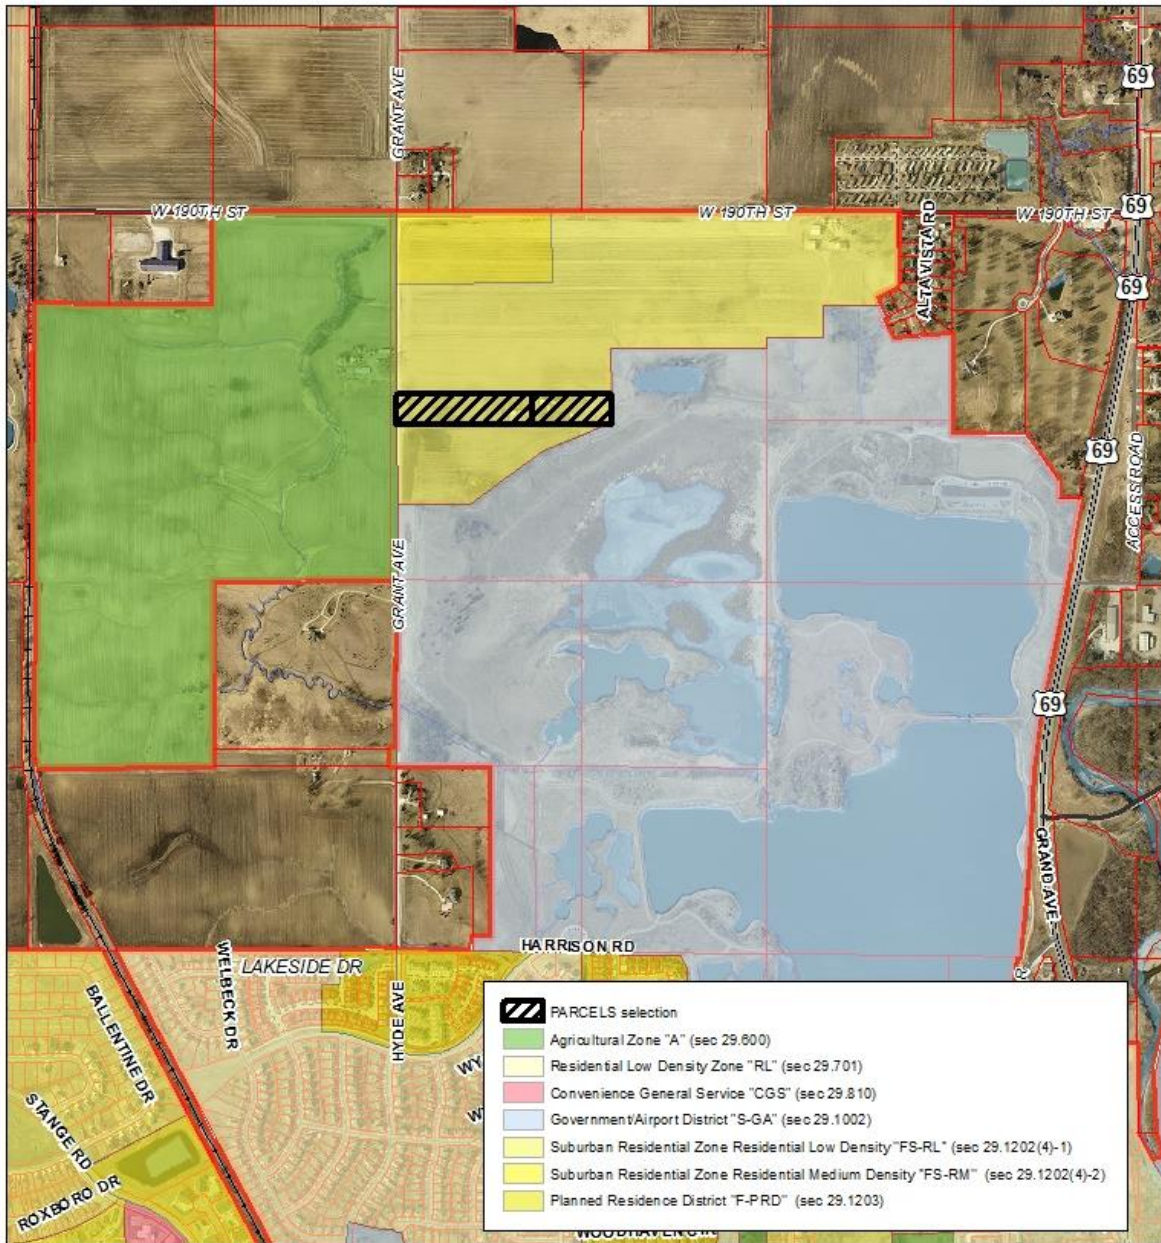 69
GRANT AVE
W 190TH ST
W 190TH ST
W 190TH ST
69
ALTA VISTA RD
69
69
ACCESS ROAD
GRANT AVE
69
GRAND AVE
HARRISON RD
LAKESIDE DR
WELBECK DR
HYDE AVE
BALLENTINE DR
STANGE RD
ROXBORO DR
PARCELS selection
Agricultural Zone "A" (sec 29.600)
Residential Low Density Zone "RL" (sec 29.701)
Convenience General Service "CGS" (sec 29.810)
Government/Airport District "S-GA" (sec 29.1002)
Suburban Residential Zone Residential Low Density "FS-RL" (sec 29.1202(4)-1)
Suburban Residential Zone Residential Medium Density "FS-RM" (sec 29.1202(4)-2)
Planned Residence District "F-PRD" (sec 29.1203)